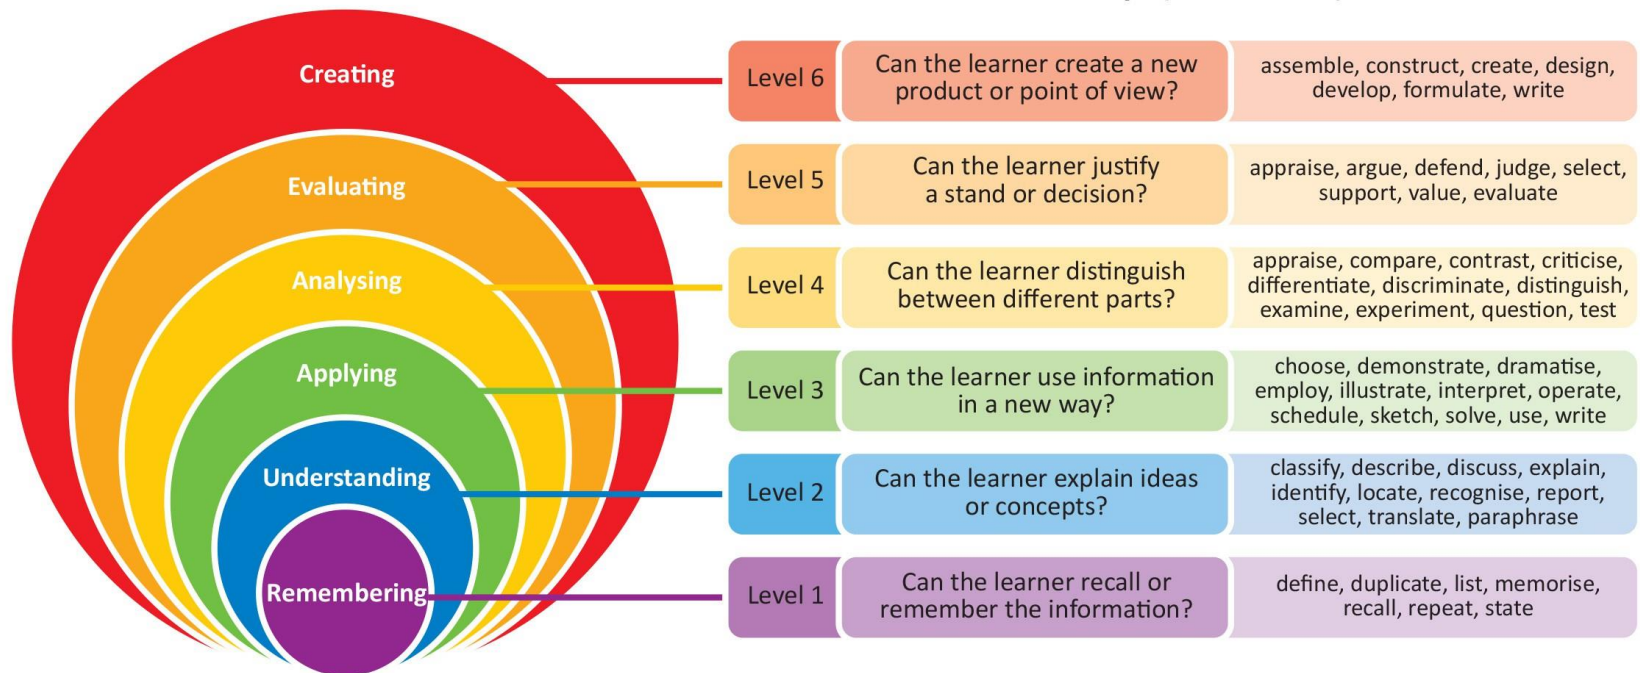 Creating
Evaluating
Analysing
Applying
Understanding
Remembering
Level 6
Can the learner create a new
product or point of view?
assemble, construct, create, design,
develop, formulate, write
Level 5
Can the learner justify
a stand or decision?
appraise, argue, defend, judge, select,
support, value, evaluate
Level 4
Can the learner distinguish
between different parts?
appraise, compare, contrast, criticise,
differentiate, discriminate, distinguish,
examine, experiment, question, test
Level 3
Can the learner use information
in a new way?
choose, demonstrate, dramatise,
employ, illustrate, interpret, operate,
schedule, sketch, solve, use, write
Level 2
Can the learner explain ideas
or concepts?
classify, describe, discuss, explain,
identify, locate, recognise, report,
select, translate, paraphrase
Level 1
Can the learner recall or
remember the information?
define, duplicate, list, memorise,
recall, repeat, state